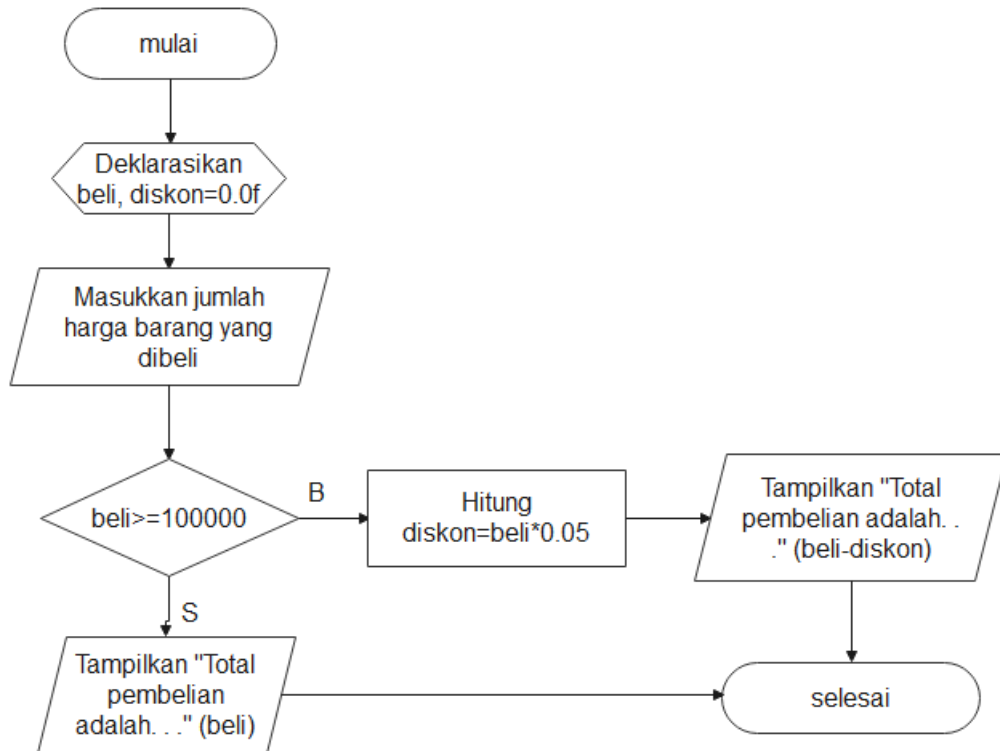 mulai
Deklarasikan
beli, diskon=0.0f
Masukkan jumlah
harga barang yang
dibeli
beli>=100000
B
Hitung
diskon=beli*0.05
Tampilkan "Total
pembelian adalah. . .
." (beli-diskon)
S
Tampilkan "Total
pembelian
adalah. . ." (beli)
selesai